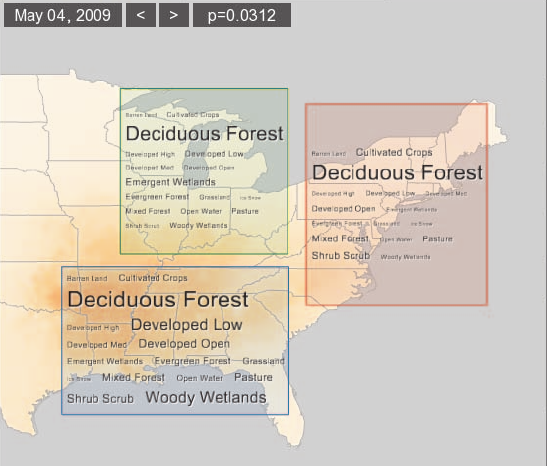 May 04, 2009 < > p=0.0312
Barren Land Cultivated Crops
Deciduous Forest
Developed High Developed Low
Developed Med Developed Open
Emergent Wetlands
Evergreen Forest Grassland Ice Snow
Mixed Forest Open Water Pasture
Shrub Scrub Woody Wetlands
Barren Land Cultivated Crops
Deciduous Forest
Developed High Developed Low Developed Med
Developed Open Emergent Wetlands
Evergreen Forest Grassland Ice Snow
Mixed Forest Open Water Pasture
Shrub Scrub Woody Wetlands
Barren Land Cultivated Crops
Deciduous Forest
Developed High Developed Low
Developed Med Developed Open
Emergent Wetlands Evergreen Forest Grassland
Ice Snow Mixed Forest Open Water Pasture
Shrub Scrub Woody Wetlands